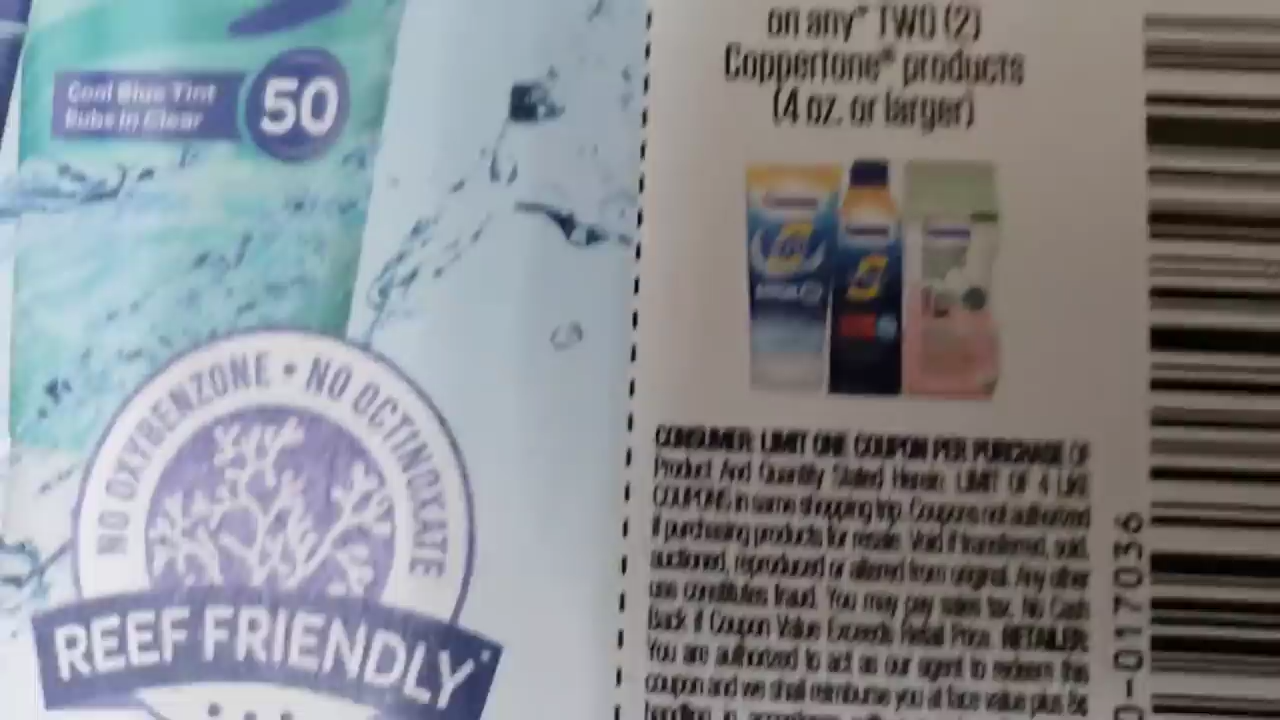 Cool Blue Tint
Rubs in Clear
50
NO OXYBENZONE • NO OCTINOXATE
REEF FRIENDLY*
on any* TWO (2)
Coppertone® products
(4 oz. or larger)
CONSUMER: LIMIT ONE COUPON PER PURCHASE OF
Product And Quantity Stated Herein. LIMIT OF 4 LIKE
COUPONS in same shopping trip. Coupons not authorized
if purchasing products for resale. Void if transferred, sold,
auctioned, reproduced or altered from original. Any other
use constitutes fraud. You may pay sales tax. No Cash
Back if Coupon Value Exceeds Retail Price. RETAILER:
You are authorized to act as our agent to redeem this
coupon and we shall reimburse you at face value plus 8¢
handling in accordance
0-017036